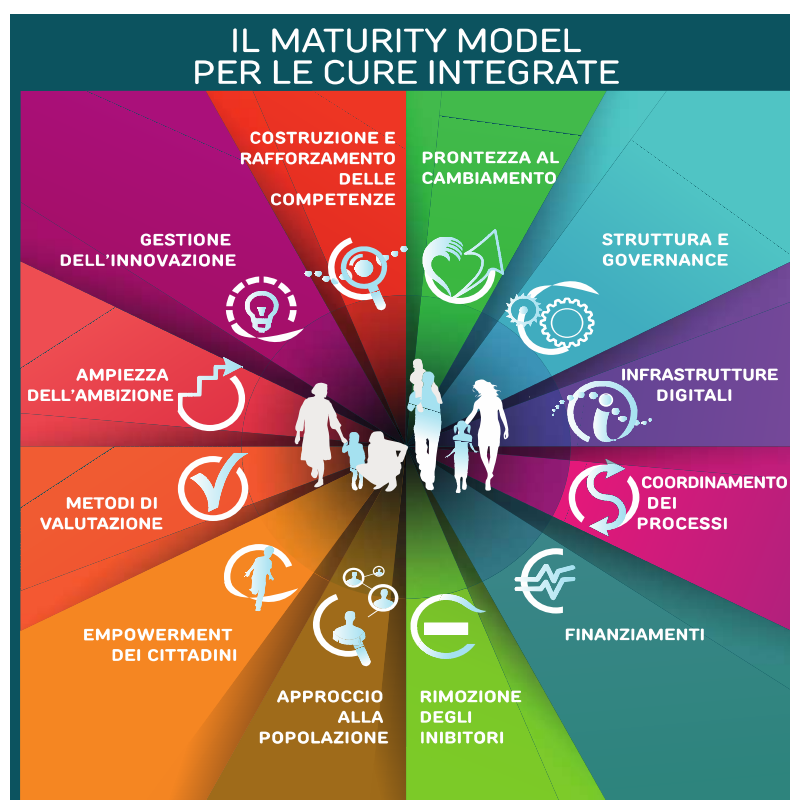 IL MATURITY MODEL
PER LE CURE INTEGRATE
COSTRUZIONE E
RAFFORZAMENTO
DELLE
COMPETENZE
PRONTEZZA AL
CAMBIAMENTO
GESTIONE
DELL'INNOVAZIONE
STRUTTURA E
GOVERNANCE
AMPIEZZA
DELL'AMBIZIONE
INFRASTRUTTURE
DIGITALI
METODI DI
VALUTAZIONE
COORDINAMENTO
DEI
PROCESSI
EMPOWERMENT
DEI CITTADINI
FINANZIAMENTI
APPROCCIO
ALLA
POPOLAZIONE
RIMOZIONE
DEGLI
INIBITORI